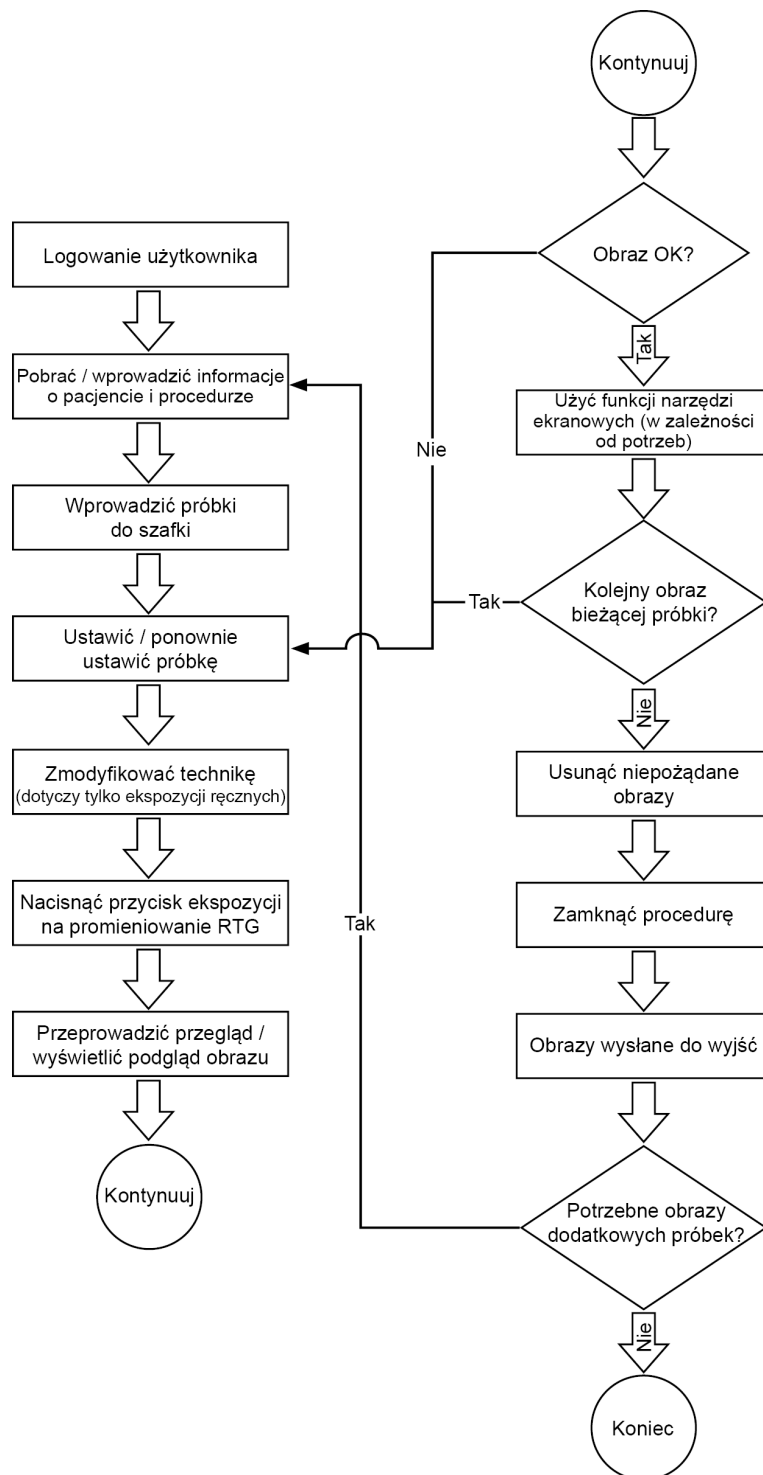 Logowanie użytkownika
Pobrać / wprowadzić informacje
o pacjencie i procedurze
Wprowadzić próbki
do szafki
Ustawić / ponownie
ustawić próbkę
Zmodyfikować technikę
(dotyczy tylko ekspozycji ręcznych)
Nacisnąć przycisk ekspozycji
na promieniowanie RTG
Przeprowadzić przegląd /
wyświetlić podgląd obrazu
Kontynuuj
Kontynuuj
Obraz OK?
Nie
Tak
Użyć funkcji narzędzi
ekranowych (w zależności
od potrzeb)
Kolejny obraz
bieżącej próbki?
Tak
Nie
Usunąć niepożądane
obrazy
Zamknąć procedurę
Obrazy wysłane do wyjść
Potrzebne obrazy
dodatkowych próbek?
Tak
Nie
Koniec